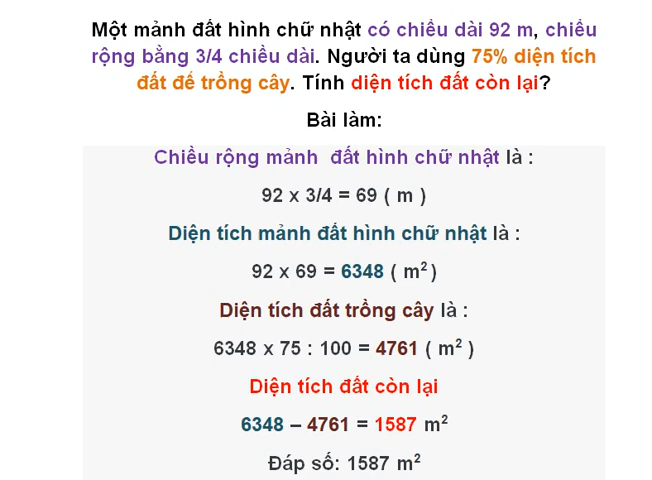 Một mảnh đất hình chữ nhật có chiều dài 92 m, chiều
rộng bằng 3/4 chiều dài. Người ta dùng 75% diện tích
đất để trồng cây. Tính diện tích đất còn lại?
Bài làm:
Chiều rộng mảnh đất hình chữ nhật là :
92 x 3/4 = 69 ( m )
Diện tích mảnh đất hình chữ nhật là :
92 x 69 = 6348 ( m² )
Diện tích đất trồng cây là :
6348 x 75 : 100 = 4761 ( m² )
Diện tích đất còn lại
6348 – 4761 = 1587 m²
Đáp số: 1587 m²